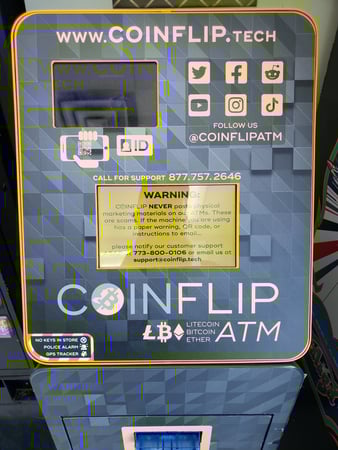 www.COINFLIP.TECH
ID
FOLLOW US
@COINFLIPATM
CALL FOR SUPPORT 877.757.2646
WARNING:
COINFLIP NEVER posts physical
marketing materials on our ATMs. These
are scams. If the machine you are using
has a paper warning, QR code, or
instructions to email...
please notify our customer support
773-800-0106 or email us at
support@coinflip.tech
COINFLIP
LITECOIN
BITCOIN
ETHER
ATM
NO KEYS IN STORE
POLICE ALARM
GPS TRACKER